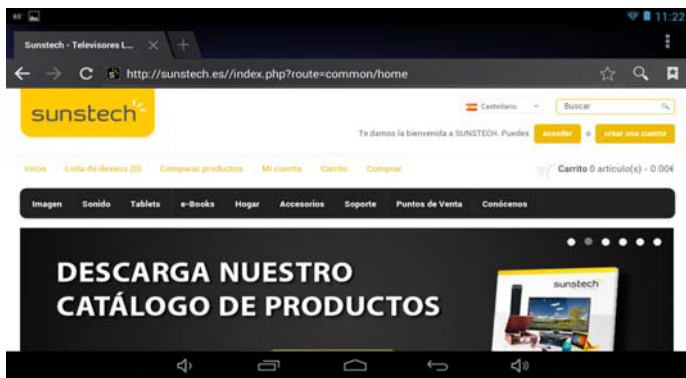 11:22
Sunstech - Televisores L...
http://sunstech.es//index.php?route=common/home
sunstech
Castellano
Buscar
Te damos la bienvenida a SUNSTECH. Puedes acceder o crear una cuenta
Inicio Lista de deseos (0) Comparar productos Mi cuenta Carrito Comprar
Carrito 0 artículo(s) - 0.00€
Imagen Sonido Tablets e-Books Hogar Accesorios Soporte Puntos de Venta Conócenos
DESCARGA NUESTRO
CATÁLOGO DE PRODUCTOS
sunstech